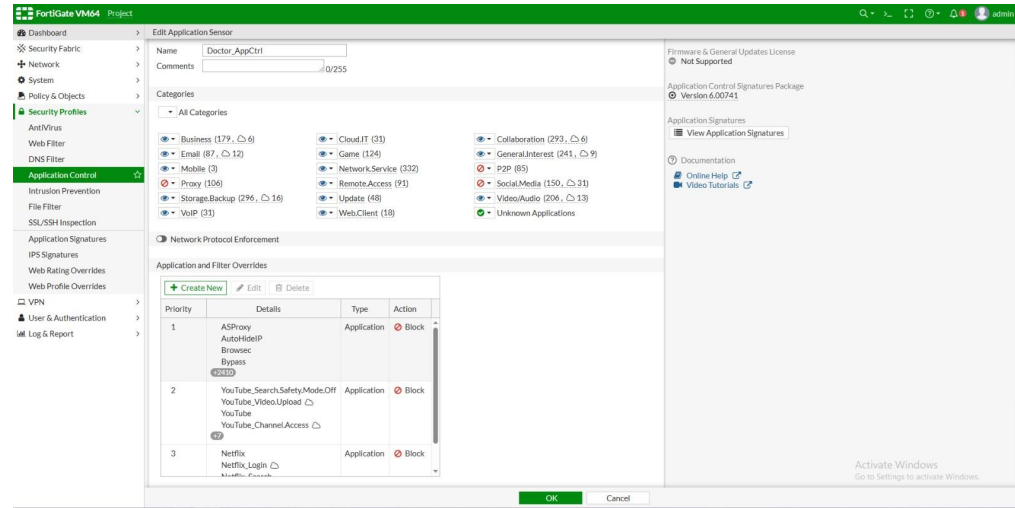 FortiGate VM64 Project
admin
Dashboard
Security Fabric
Network
System
Policy & Objects
Security Profiles
AntiVirus
Web Filter
DNS Filter
Application Control
Intrusion Prevention
File Filter
SSL/SSH Inspection
Application Signatures
IPS Signatures
Web Rating Overrides
Web Profile Overrides
VPN
User & Authentication
Log & Report
Edit Application Sensor
Name Doctor_AppCtrl
Comments 0/255
Categories
All Categories
Business (179, 6) Cloud.IT (31) Collaboration (293, 6)
Email (87, 12) Game (124) General.Interest (241, 9)
Mobile (3) Network.Service (332) P2P (85)
Proxy (106) Remote.Access (91) Social.Media (150, 31)
Storage.Backup (296, 16) Update (48) Video/Audio (206, 13)
VoIP (31) Web.Client (18) Unknown Applications
Network Protocol Enforcement
Application and Filter Overrides
+ Create New Edit Delete
Priority Details Type Action
1 ASProxy Application Block
AutoHideIP
Browsec
Bypass
+2410
2 YouTube_Search.Safety.Mode.Off Application Block
YouTube_Video.Upload
YouTube
YouTube_Channel.Access
+7
3 Netflix Application Block
Netflix_Login
Netflix_Search
OK Cancel
Firmware & General Updates License
Not Supported
Application Control Signatures Package
Version 6.00741
Application Signatures
View Application Signatures
Documentation
Online Help
Video Tutorials
Activate Windows
Go to Settings to activate Windows.